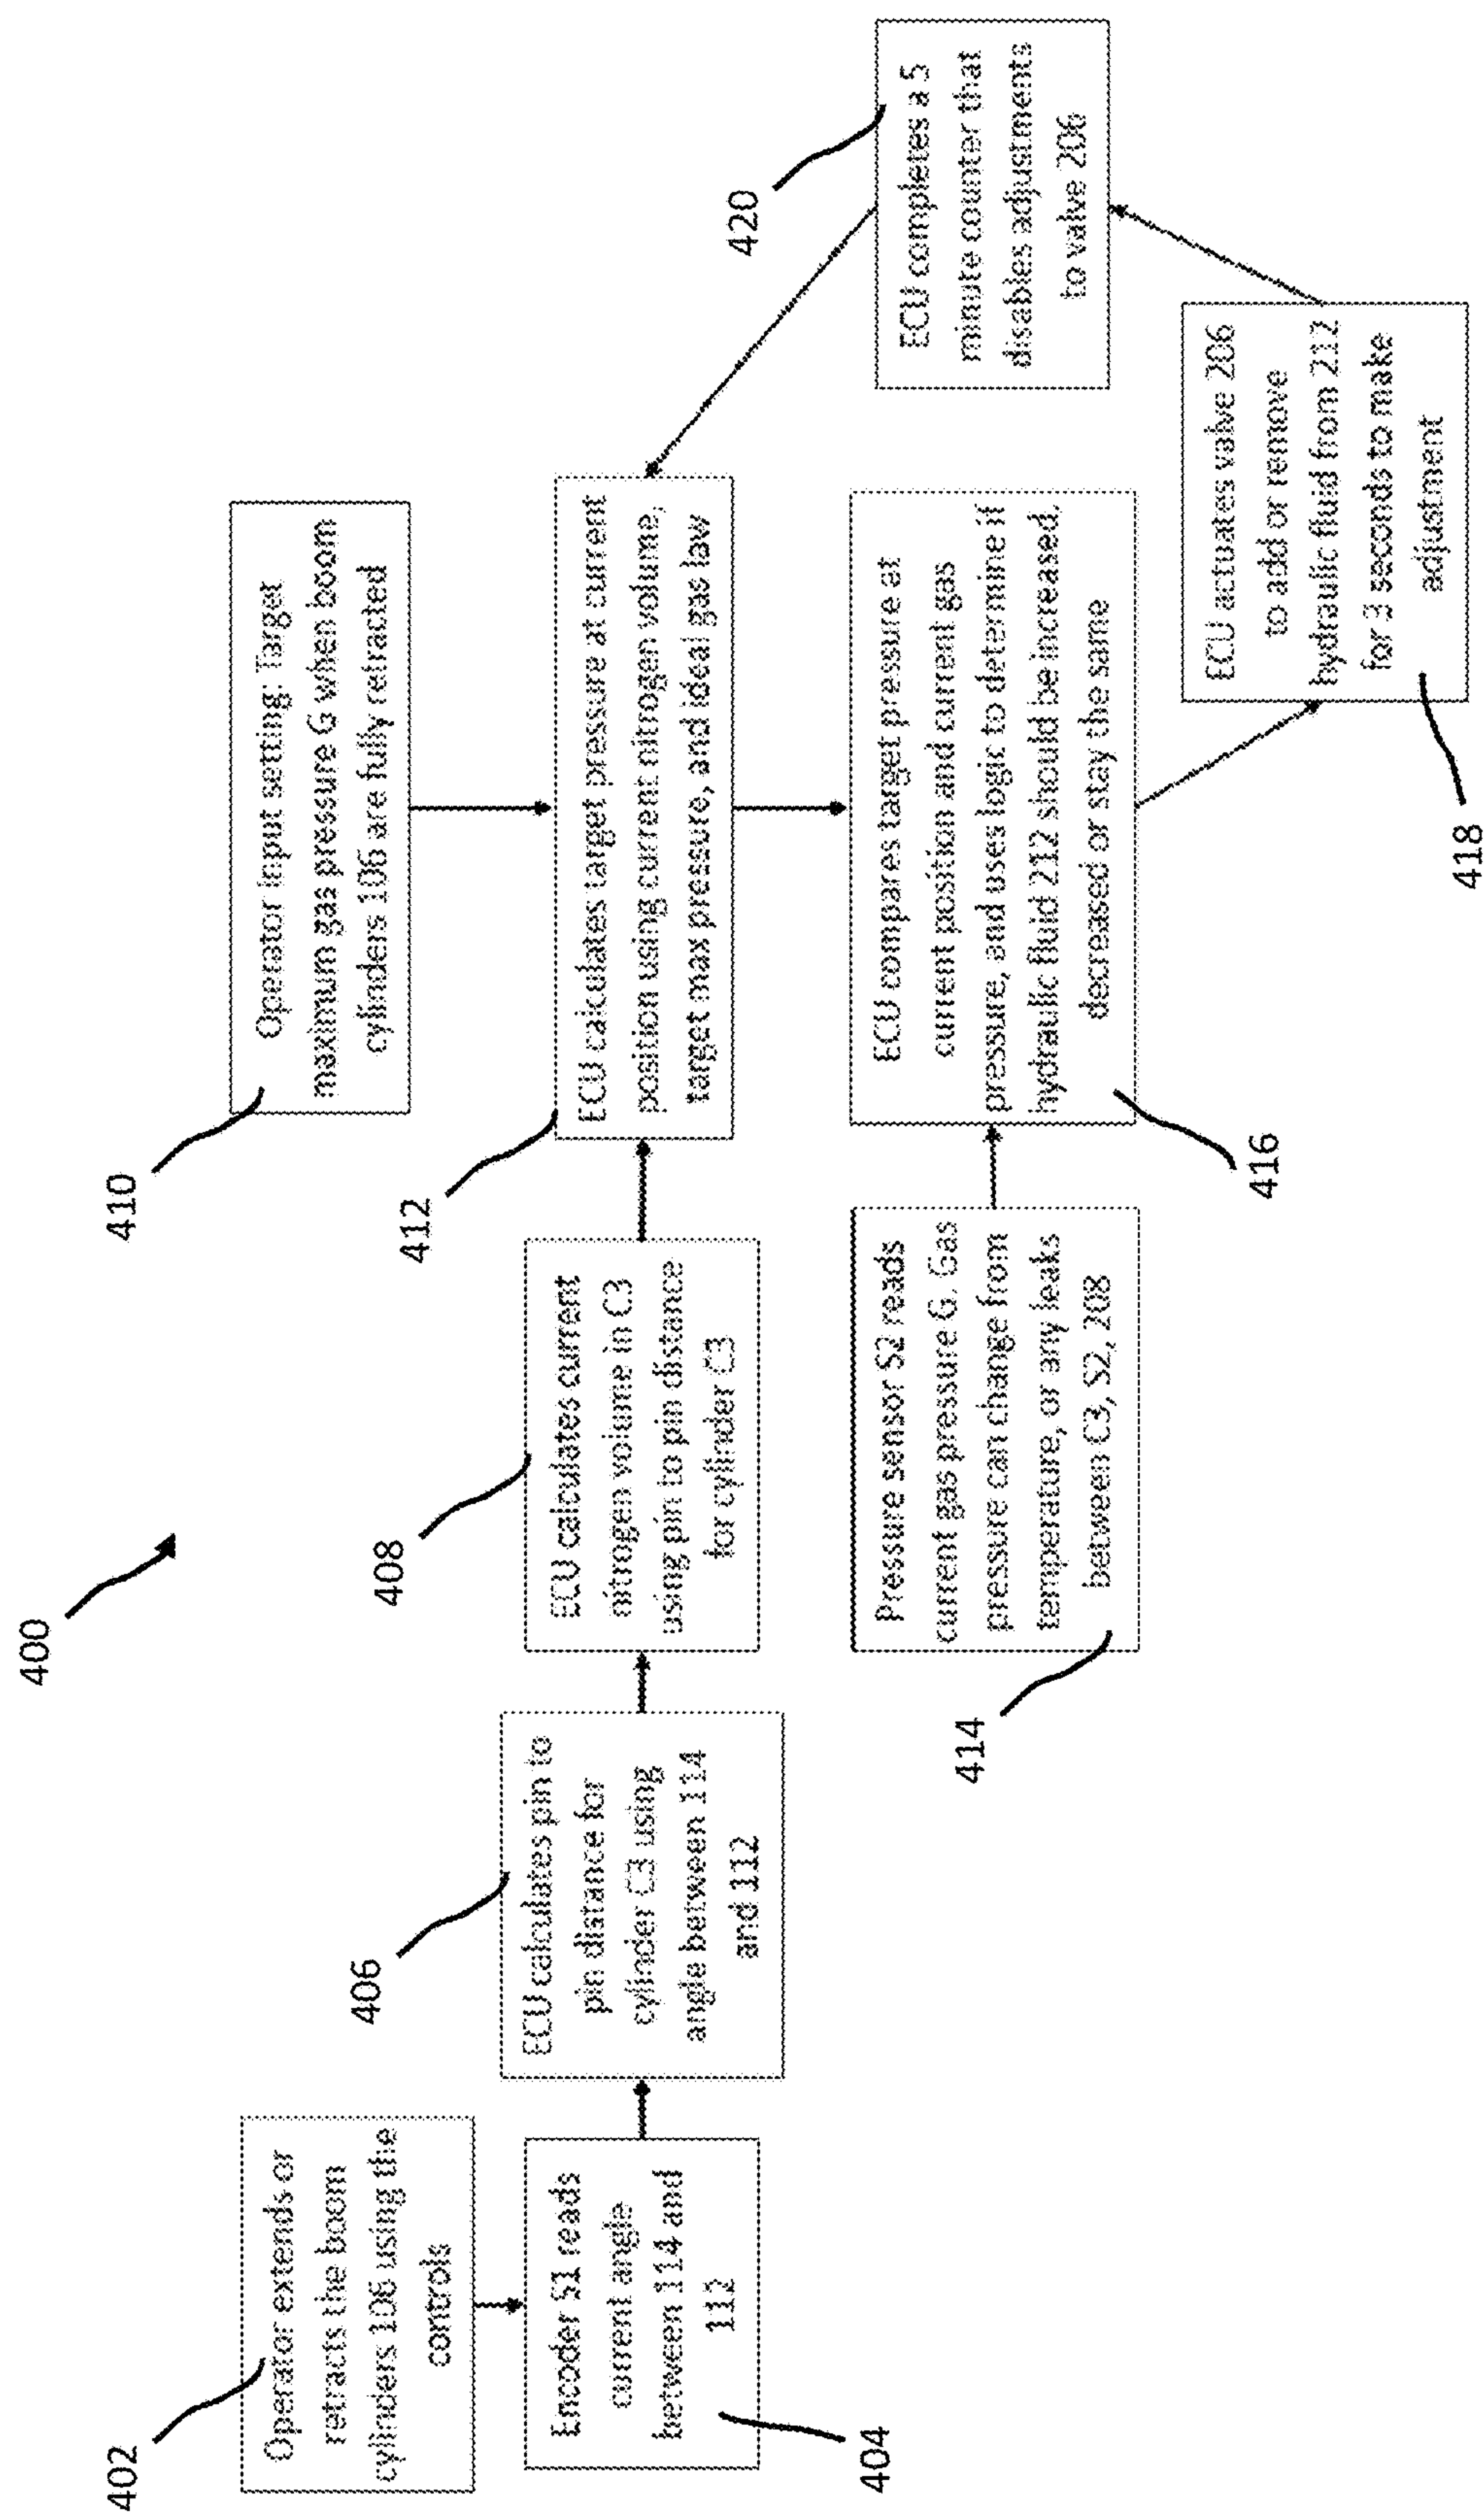 400
402
Operator extends or
retracts the boom
cylinders 106 using the
controls
404
Encoder S1 reads
current angle
between 114 and
112
406
ECU calculates pin to
pin distance for
cylinder C3 using
angle between 114
and 112
408
ECU calculates current
nitrogen volume in C3
using pin to pin distance
for cylinder C3
410
Operator Input setting: Target
maximum gas pressure G when boom
cylinders 106 are fully retracted
412
ECU calculates target pressure at current
position using current nitrogen volume,
target max pressure, and ideal gas law
414
Pressure sensor S2 reads
current gas pressure G. Gas
pressure can change from
temperature, or any leaks
between C3, S2, 208
416
ECU compares target pressure at
current position and current gas
pressure, and uses logic to determine if
hydraulic fluid 212 should be increased,
decreased or stay the same
418
ECU actuates valve 206
to add or remove
hydraulic fluid from 212
for 3 seconds to make
adjustment
420
ECU completes a 5
minute counter that
disables adjustments
to valve 206